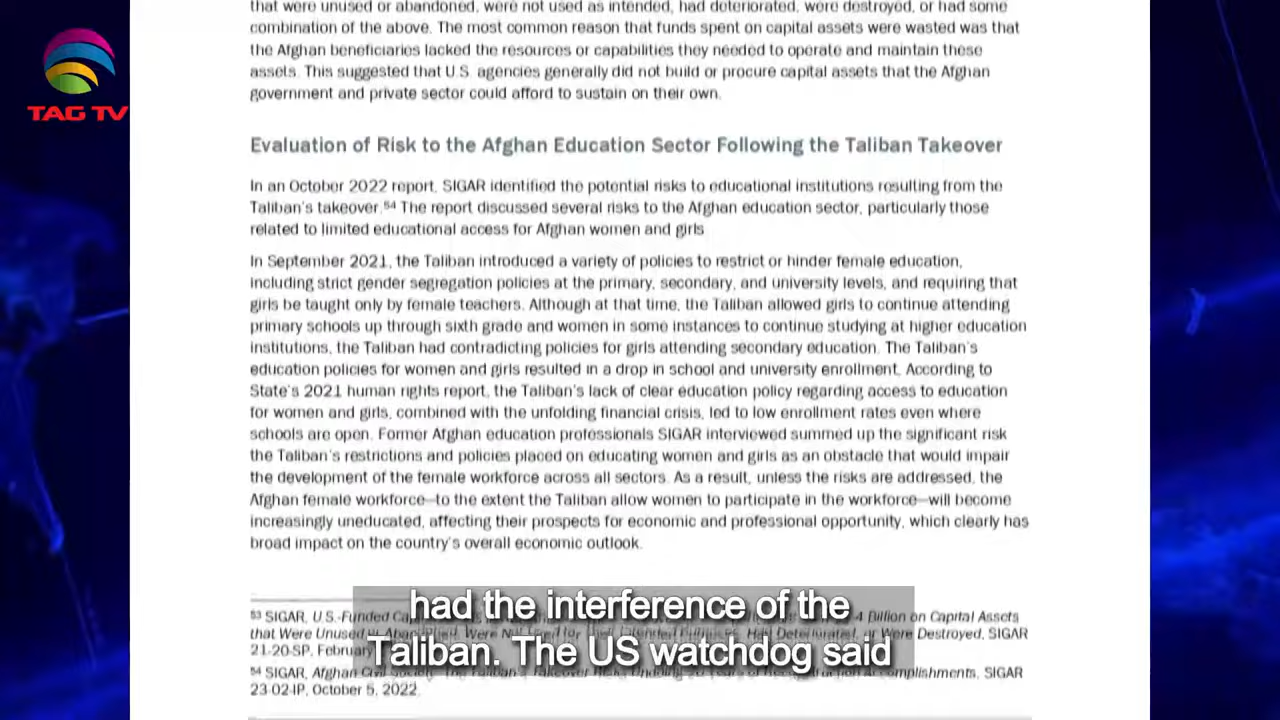 that were unused or abandoned, were not used as intended, had deteriorated, were destroyed, or had some
combination of the above. The most common reason that funds spent on capital assets were wasted was that
the Afghan beneficiaries lacked the resources or capabilities they needed to operate and maintain these
assets. This suggested that U.S. agencies generally did not build or procure capital assets that the Afghan
government and private sector could afford to sustain on their own.
TAG TV
Evaluation of Risk to the Afghan Education Sector Following the Taliban Takeover
In an October 2022 report, SIGAR identified the potential risks to educational institutions resulting from the
Taliban's takeover.54 The report discussed several risks to the Afghan education sector, particularly those
related to limited educational access for Afghan women and girls
In September 2021, the Taliban introduced a variety of policies to restrict or hinder female education,
including strict gender segregation policies at the primary, secondary, and university levels, and requiring that
girls be taught only by female teachers. Although at that time, the Taliban allowed girls to continue attending
primary schools up through sixth grade and women in some instances to continue studying at higher education
institutions, the Taliban had contradicting policies for girls attending secondary education. The Taliban's
education policies for women and girls resulted in a drop in school and university enrollment. According to
State's 2021 human rights report, the Taliban's lack of clear education policy regarding access to education
for women and girls, combined with the unfolding financial crisis, led to low enrollment rates even where
schools are open. Former Afghan education professionals SIGAR interviewed summed up the significant risk
the Taliban's restrictions and policies placed on educating women and girls as an obstacle that would impair
the development of the female workforce across all sectors. As a result, unless the risks are addressed, the
Afghan female workforce—to the extent the Taliban allow women to participate in the workforce—will become
increasingly uneducated, affecting their prospects for economic and professional opportunity, which clearly has
broad impact on the country's overall economic outlook.
had the interference of the
Taliban. The US watchdog said
53 SIGAR, U.S.-Funded 4 Billion on Capital Assets
that Were Unused or Were Destroyed, SIGAR
21-20-SP, February
54 SIGAR, Afghan SIGAR
23-02-IP, October 5, 2022.